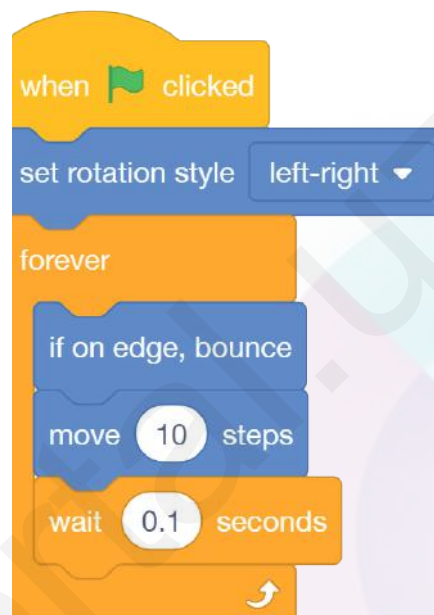 when clicked
set rotation style left-right
forever
if on edge, bounce
move 10 steps
wait 0.1 seconds